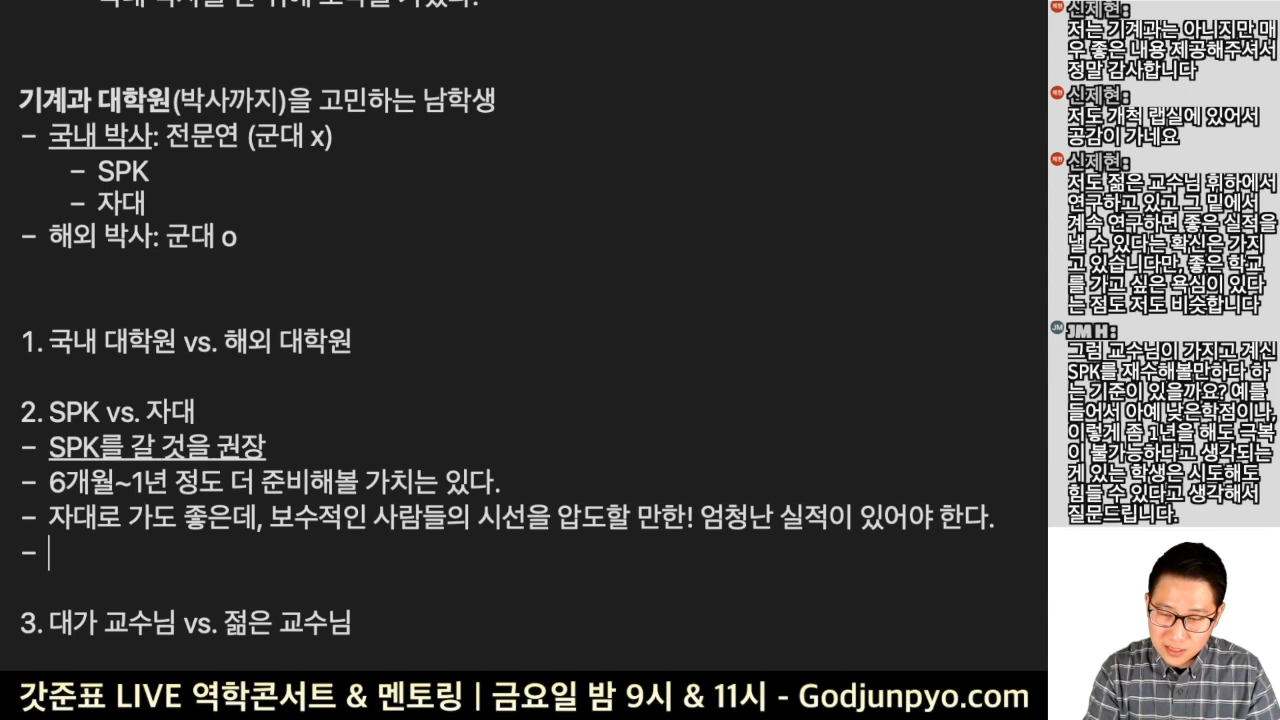 기계과 대학원(박사까지)을 고민하는 남학생
– 국내 박사: 전문연 (군대 x)
– SPK
– 자대
– 해외 박사: 군대 o
1. 국내 대학원 vs. 해외 대학원
2. SPK vs. 자대
– SPK를 갈 것을 권장
– 6개월~1년 정도 더 준비해볼 가치는 있다.
– 자대로 가도 좋은데, 보수적인 사람들의 시선을 압도할 만한! 엄청난 실적이 있어야 한다.
–
3. 대가 교수님 vs. 젊은 교수님
갓준표 LIVE 역학콘서트 & 멘토링 | 금요일 밤 9시 & 11시 - Godjunpyo.com
신제현:
저는 기계과는 아니지만 매
우 좋은 내용 제공해주셔서
정말 감사합니다
신제현:
저도 개척 랩실에 있어서
공감이 가네요
신제현:
저도 젊은 교수님 휘하에서
연구하고 있고 그 밑에서
계속 연구하면 좋은 실적을
낼 수 있다는 확신은 가지
고 있습니다만, 좋은 학교
를 가고 싶은 욕심이 있다
는 점도 저도 비슷합니다
JM
JM H:
그럼 교수님이 가지고 계신
SPK를 재수해볼만하다 하
는 기준이 있을까요? 예를
들어서 아예 낮은학점이나,
이렇게 좀 1년을 해도 극복
이 불가능하다고 생각되는
게 있는 학생은 시도해도
힘들수 있다고 생각해서
질문드립니다.